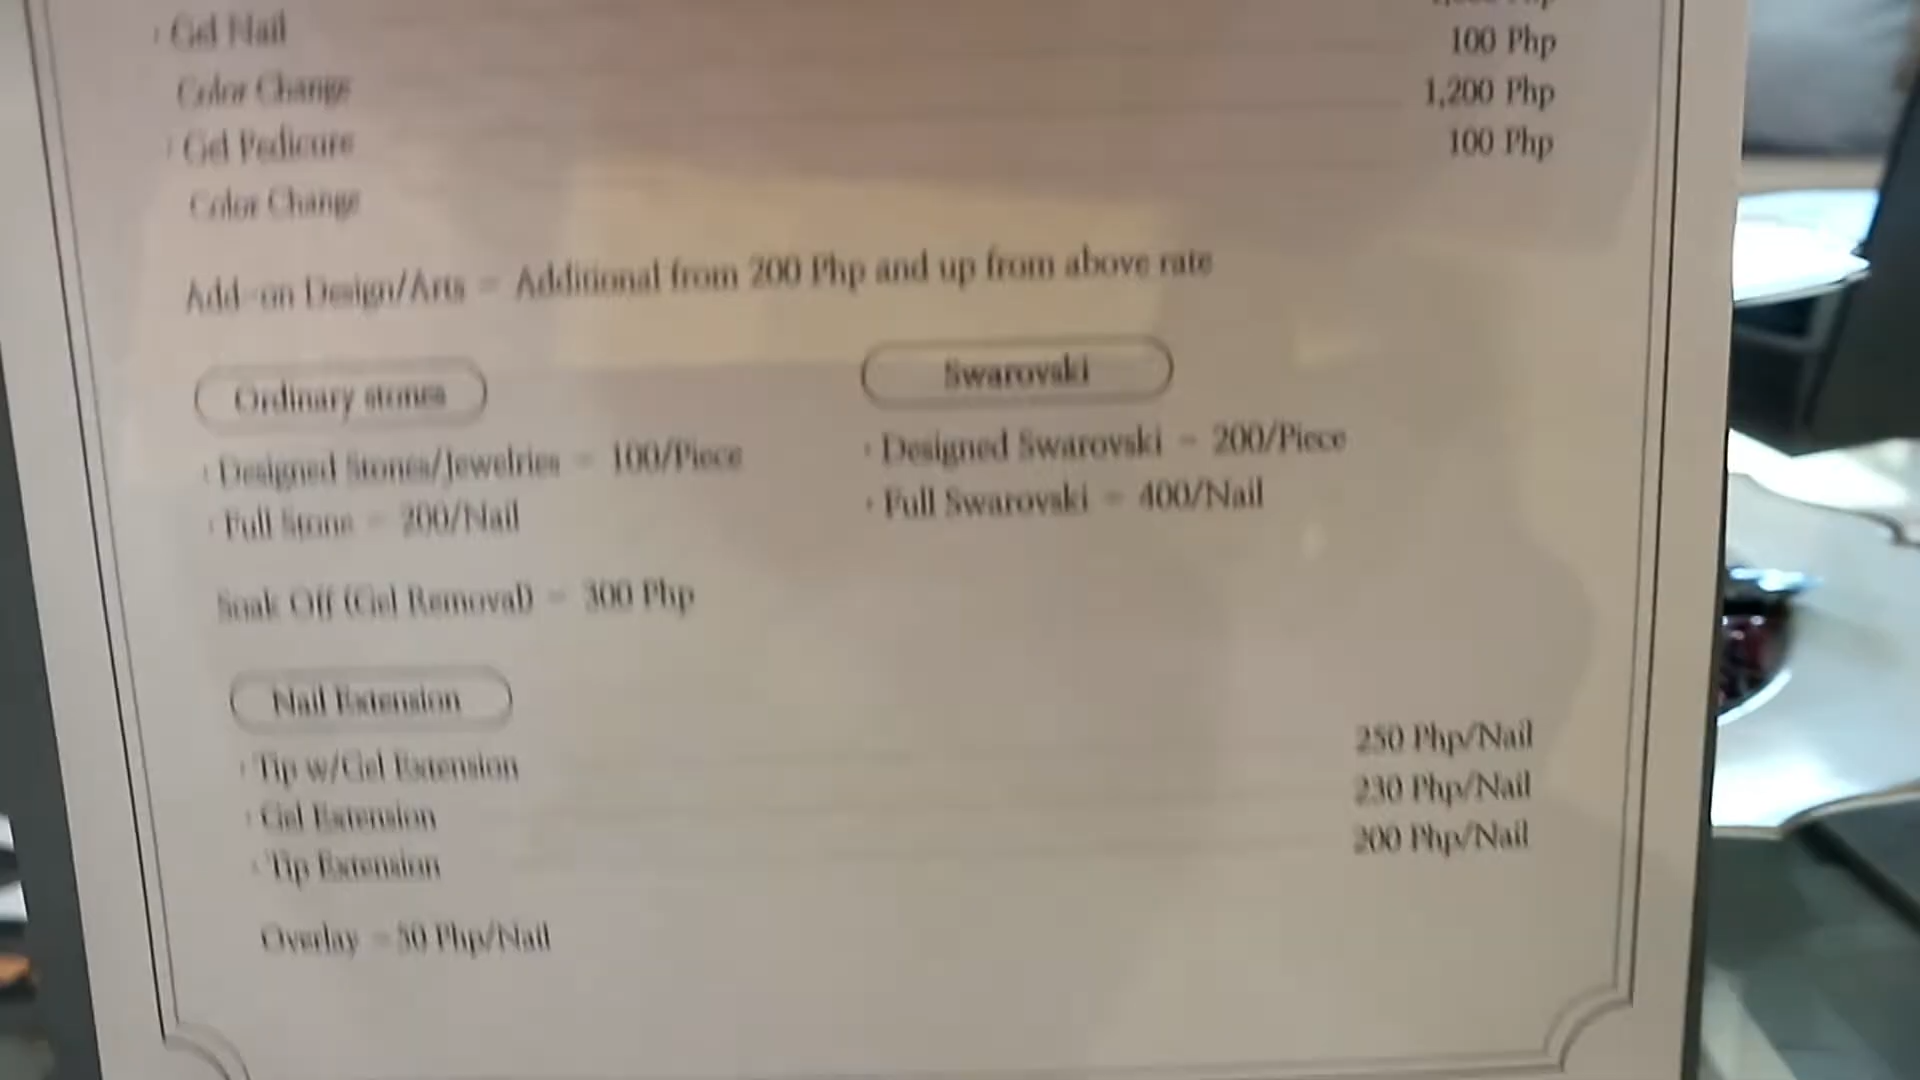 · Gel Nail
Color Change 100 Php
· Gel Pedicure 1,200 Php
Color Change 100 Php
Add-on Design/Arts - Additional from 200 Php and up from above rate
Ordinary stones
· Designed Stones/Jewelries - 100/Piece
· Full Stone - 200/Nail
Swarovski
· Designed Swarovski - 200/Piece
· Full Swarovski - 400/Nail
Soak Off (Gel Removal) - 300 Php
Nail Extension
· Tip w/Gel Extension 250 Php/Nail
· Gel Extension 230 Php/Nail
· Tip Extension 200 Php/Nail
Overlay - 50 Php/Nail